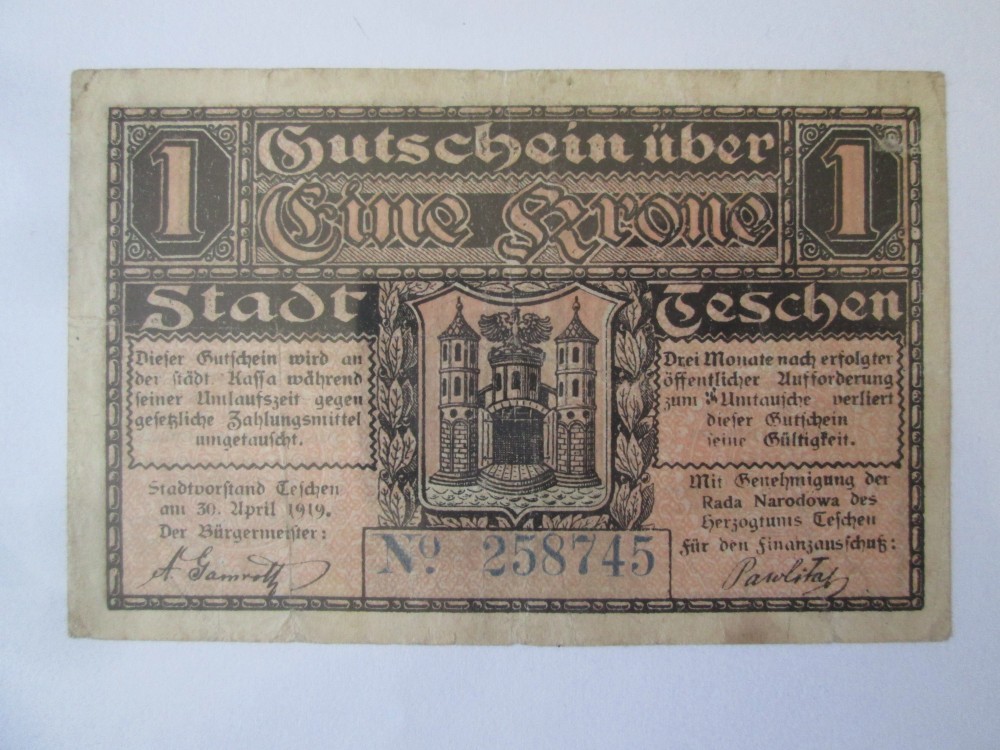 1 Gutschein über 1
Eine Krone
Stadt Teschen
Dieser Gutschein wird an
der städt. Kassa während
seiner Umlaufszeit gegen
gesetzliche Zahlungsmittel
umgetauscht.
Drei Monate nach erfolgter
öffentlicher Aufforderung
zum Umtausche verliert
dieser Gutschein
seine Gültigkeit.
Stadtvorstand Teschen
am 30. April 1919.
Der Bürgermeister:
A. Gamroth
Mit Genehmigung der
Rada Narodowa des
Herzogtums Teschen
für den Finanzausschuß:
Pawlitaj
No. 258745